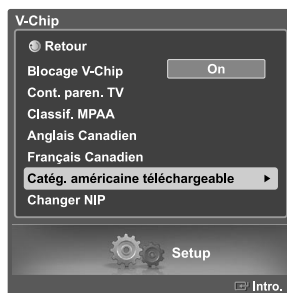 V-Chip
Retour
Blocage V-Chip On
Cont. paren. TV
Classif. MPAA
Anglais Canadien
Français Canadien
Catég. américaine téléchargeable ►
Changer NIP
Setup
Intro.